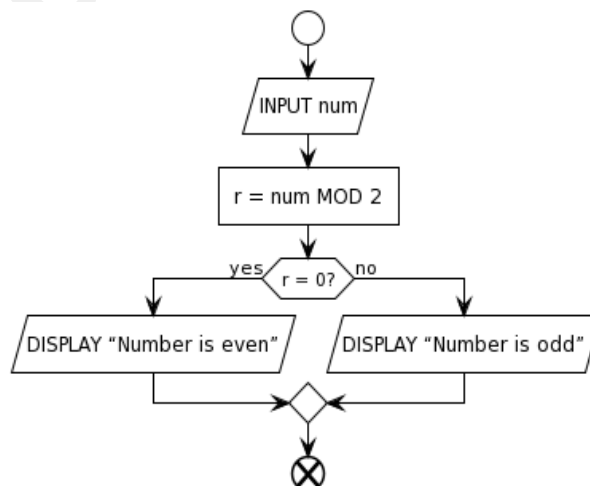 INPUT num
r = num MOD 2
yes
r = 0?
no
DISPLAY “Number is even”
DISPLAY “Number is odd”